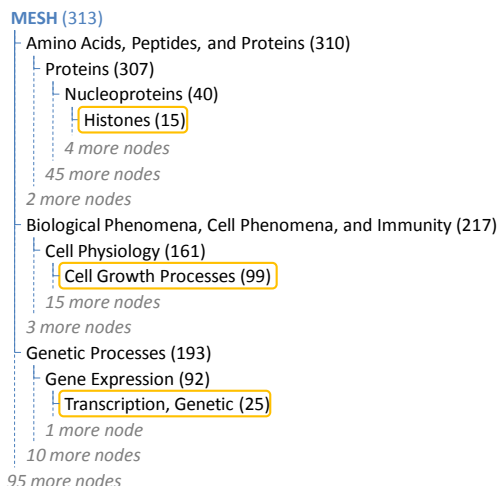 MESH (313)
Amino Acids, Peptides, and Proteins (310)
Proteins (307)
Nucleoproteins (40)
Histones (15)
4 more nodes
45 more nodes
2 more nodes
Biological Phenomena, Cell Phenomena, and Immunity (217)
Cell Physiology (161)
Cell Growth Processes (99)
15 more nodes
3 more nodes
Genetic Processes (193)
Gene Expression (92)
Transcription, Genetic (25)
1 more node
10 more nodes
95 more nodes